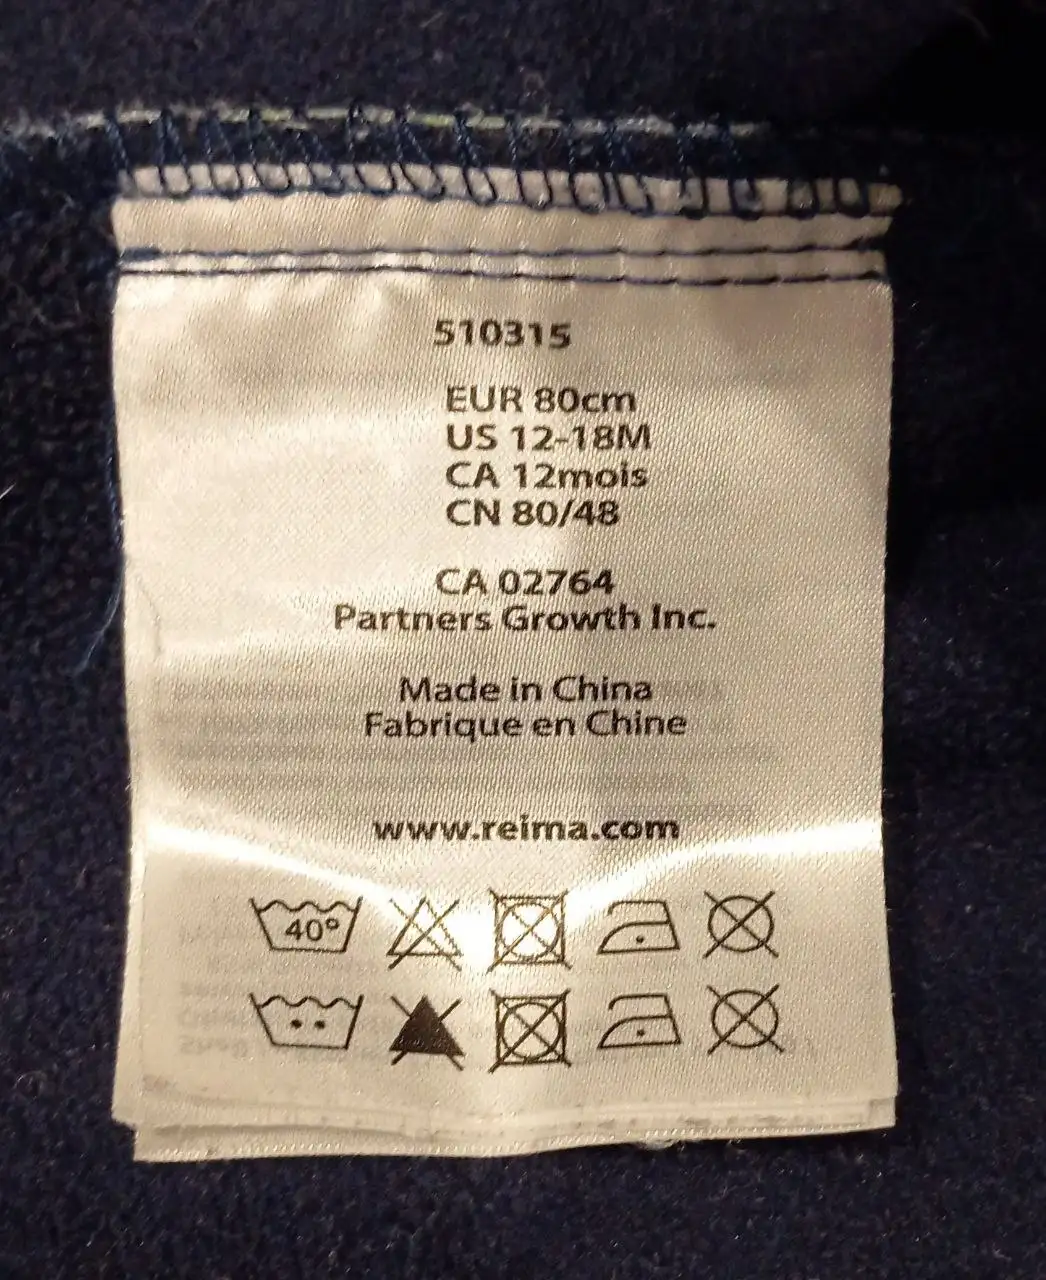 510315
EUR 80cm
US 12-18M
CA 12mois
CN 80/48
CA 02764
Partners Growth Inc.
Made in China
Fabrique en Chine
www.reima.com
40°